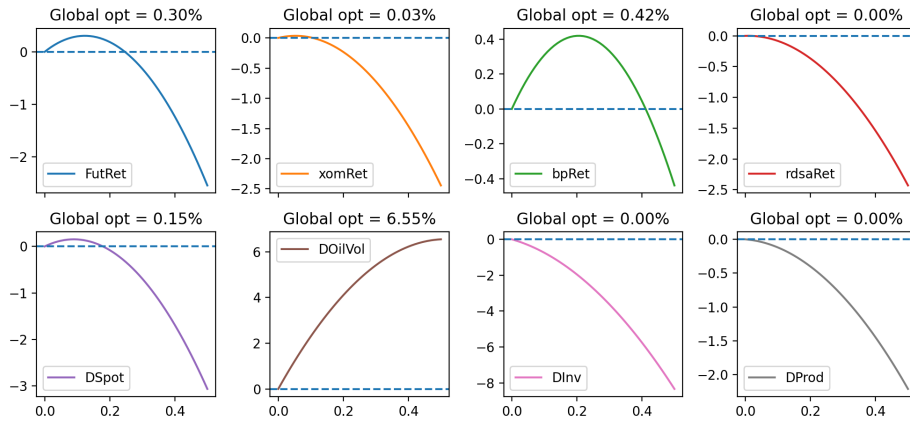 Global opt = 0.30%
0
−1
−2
FutRet
Global opt = 0.03%
0.0
−0.5
−1.0
−1.5
−2.0
−2.5
xomRet
Global opt = 0.42%
0.4
0.2
0.0
−0.2
−0.4
bpRet
Global opt = 0.00%
0.0
−0.5
−1.0
−1.5
−2.0
−2.5
rdsaRet
Global opt = 0.15%
0
−1
−2
−3
DSpot
0.0 0.2 0.4
Global opt = 6.55%
6
4
2
0
DOilVol
0.0 0.2 0.4
Global opt = 0.00%
0
−2
−4
−6
−8
DInv
0.0 0.2 0.4
Global opt = 0.00%
0.0
−0.5
−1.0
−1.5
−2.0
DProd
0.0 0.2 0.4